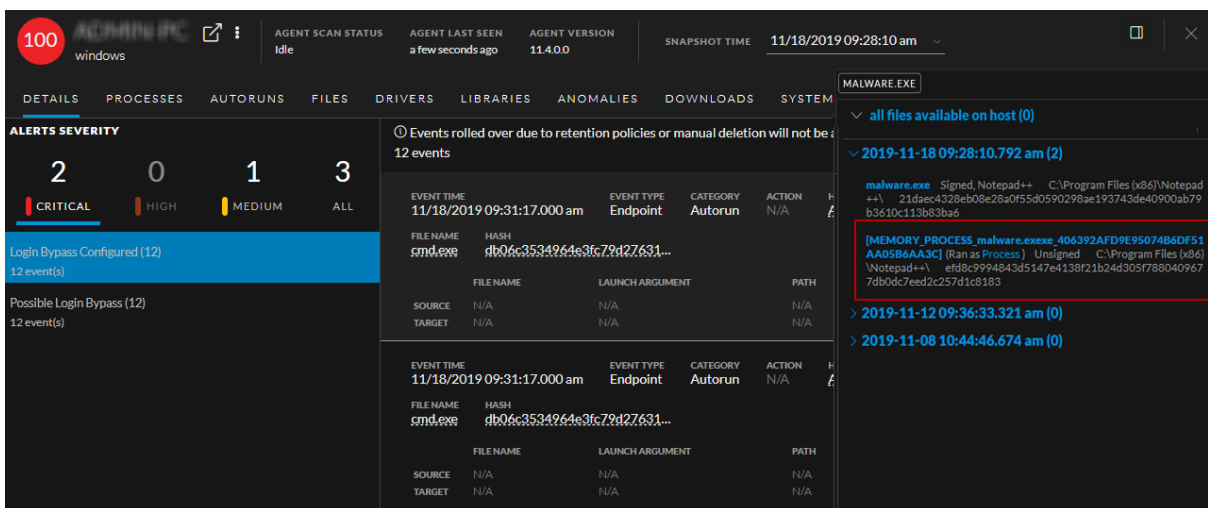 100
windows
AGENT SCAN STATUS
Idle
AGENT LAST SEEN
a few seconds ago
AGENT VERSION
11.4.0.0
SNAPSHOT TIME 11/18/2019 09:28:10 am
DETAILS PROCESSES AUTORUNS FILES DRIVERS LIBRARIES ANOMALIES DOWNLOADS SYSTEM
ALERTS SEVERITY
2 0 1 3
CRITICAL HIGH MEDIUM ALL
Login Bypass Configured (12)
12 event(s)
Possible Login Bypass (12)
12 event(s)
Events rolled over due to retention policies or manual deletion will not be
12 events
EVENT TIME EVENT TYPE CATEGORY ACTION H
11/18/2019 09:31:17.000 am Endpoint Autorun N/A
FILE NAME HASH
cmd.exe db06c3534964e3fc79d27631...
FILE NAME LAUNCH ARGUMENT PATH
SOURCE N/A N/A N/A
TARGET N/A N/A N/A
EVENT TIME EVENT TYPE CATEGORY ACTION H
11/18/2019 09:31:17.000 am Endpoint Autorun N/A
FILE NAME HASH
cmd.exe db06c3534964e3fc79d27631...
FILE NAME LAUNCH ARGUMENT PATH
SOURCE N/A N/A N/A
TARGET N/A N/A N/A
MALWARE.EXE
all files available on host (0)
2019-11-18 09:28:10.792 am (2)
malware.exe Signed, Notepad++ C:\Program Files (x86)\Notepad
++\ 21daec4328eb08e28a0f55d0590298ae193743de40900ab79
b3610c113b83ba6
[MEMORY_PROCESS_malware.exexe_406392AFD9E95074B6DF51
AA05B6AA3C] (Ran as Process ) Unsigned C:\Program Files (x86)
\Notepad++\ efd8c9994843d5147e4138f21b24d305f788040967
7db0dc7eed2c257d1c8183
2019-11-12 09:36:33.321 am (0)
2019-11-08 10:44:46.674 am (0)